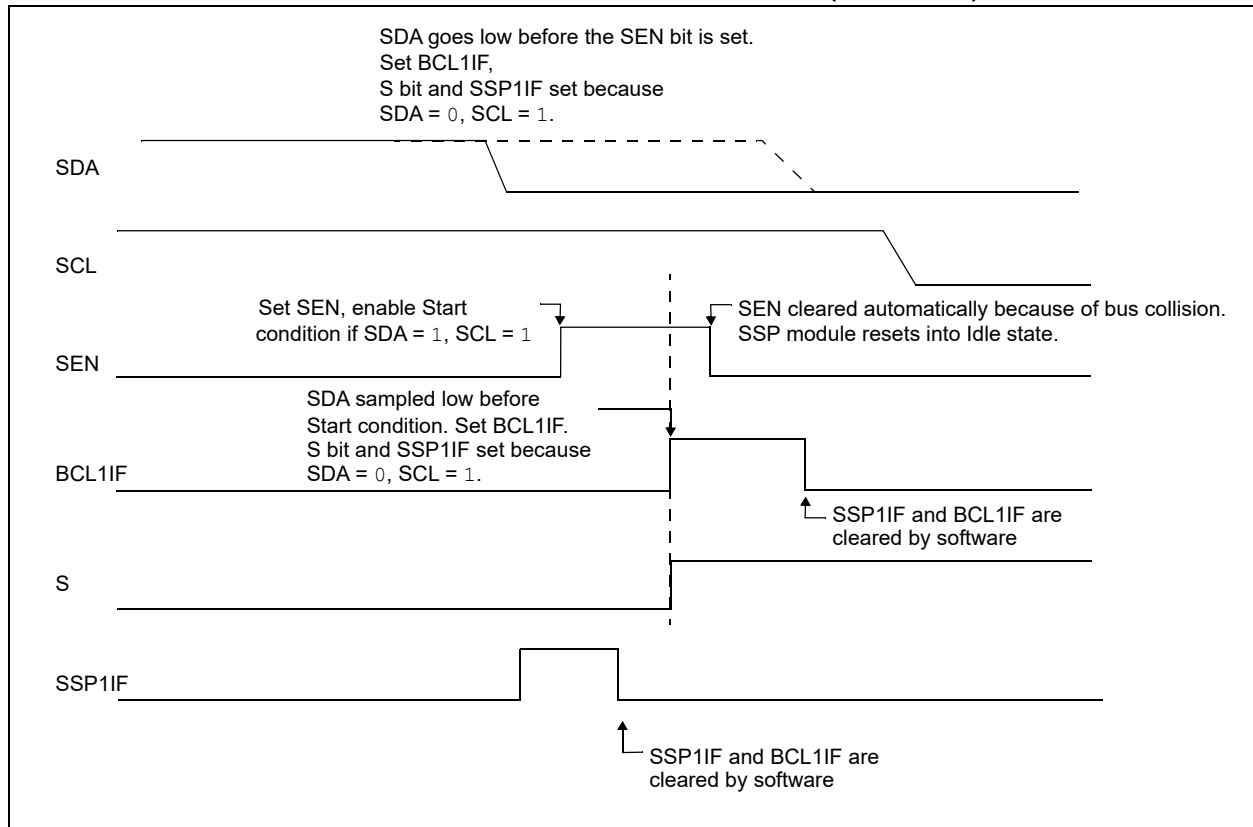 SDA goes low before the SEN bit is set.
Set BCL1IF,
S bit and SSP1IF set because
SDA = 0, SCL = 1.
SDA
SCL
Set SEN, enable Start
condition if SDA = 1, SCL = 1
SEN cleared automatically because of bus collision.
SSP module resets into Idle state.
SEN
SDA sampled low before
Start condition. Set BCL1IF.
S bit and SSP1IF set because
SDA = 0, SCL = 1.
BCL1IF
SSP1IF and BCL1IF are
cleared by software
S
SSP1IF
SSP1IF and BCL1IF are
cleared by software